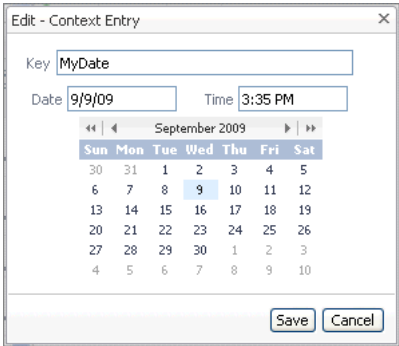 Edit - Context Entry
Key MyDate
Date 9/9/09 Time 3:35 PM
September 2009
Sun Mon Tue Wed Thu Fri Sat
30 31 1 2 3 4 5
6 7 8 9 10 11 12
13 14 15 16 17 18 19
20 21 22 23 24 25 26
27 28 29 30 1 2 3
4 5 6 7 8 9 10
Save Cancel